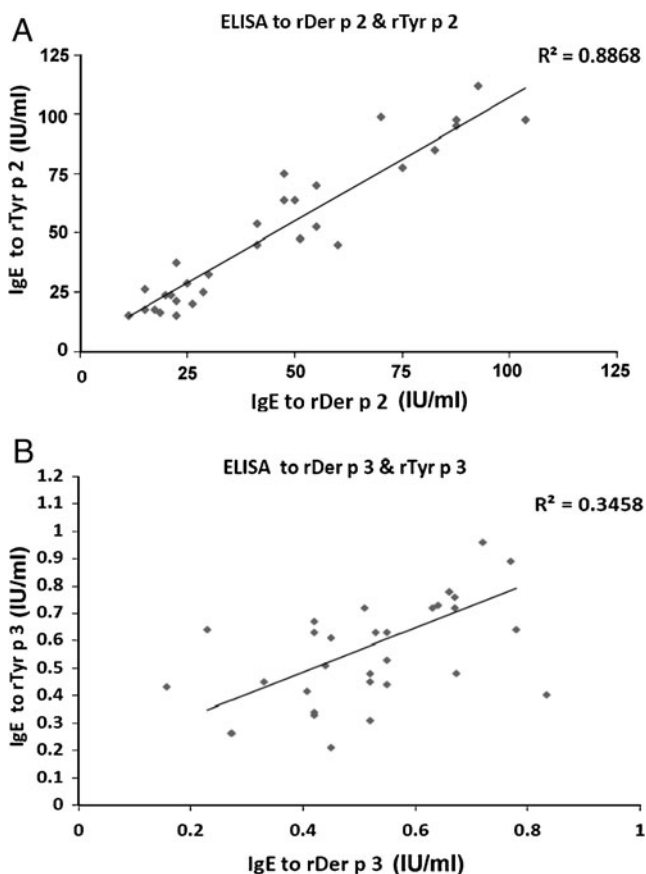 A
ELISA to rDer p 2 & rTyr p 2
R² = 0.8868
IgE to rTyr p 2 (IU/ml)
125
100
75
50
25
0
0 25 50 75 100 125
IgE to rDer p 2 (IU/ml)
B
ELISA to rDer p 3 & rTyr p 3
R² = 0.3458
IgE to rTyr p 3 (IU/ml)
1.2
1.1
1
0.9
0.8
0.7
0.6
0.5
0.4
0.3
0.2
0.1
0
0 0.2 0.4 0.6 0.8 1
IgE to rDer p 3 (IU/ml)